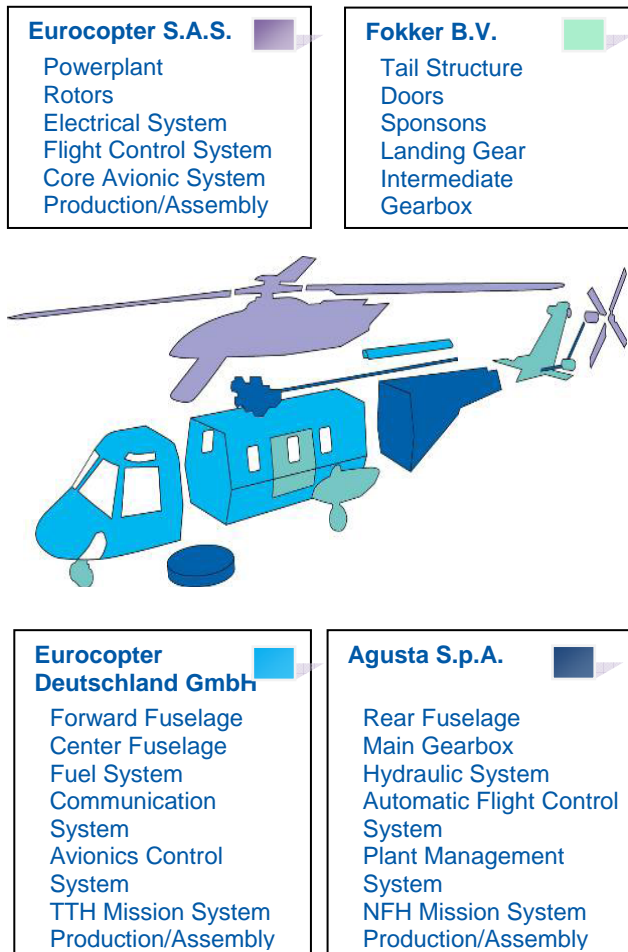 Eurocopter S.A.S.
Powerplant
Rotors
Electrical System
Flight Control System
Core Avionic System
Production/Assembly
Fokker B.V.
Tail Structure
Doors
Sponsons
Landing Gear
Intermediate
Gearbox
Eurocopter
Deutschland GmbH
Forward Fuselage
Center Fuselage
Fuel System
Communication
System
Avionics Control
System
TTH Mission System
Production/Assembly
Agusta S.p.A.
Rear Fuselage
Main Gearbox
Hydraulic System
Automatic Flight Control
System
Plant Management
System
NFH Mission System
Production/Assembly